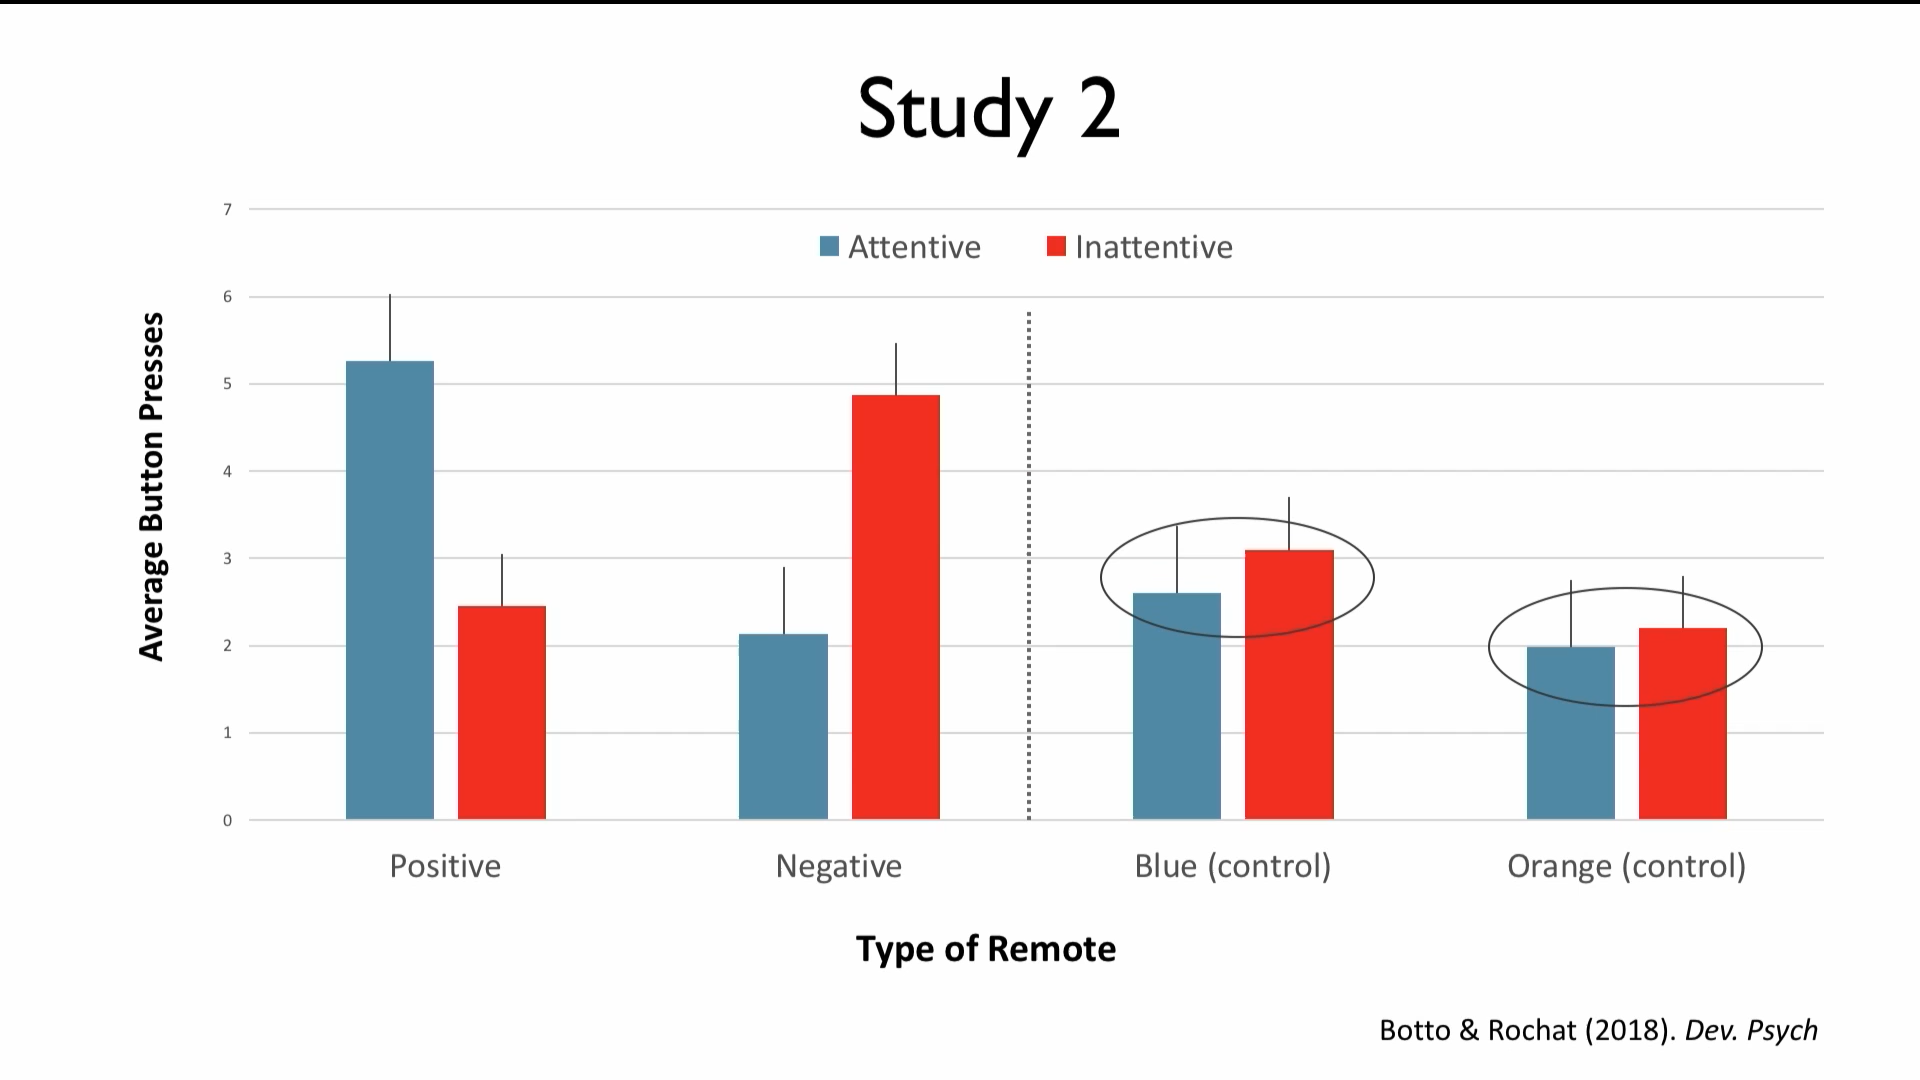 Study 2
7
Attentive
Inattentive
6
5
4
3
2
1
0
Average Button Presses
Positive
Negative
Blue (control)
Orange (control)
Type of Remote
Botto & Rochat (2018). Dev. Psych